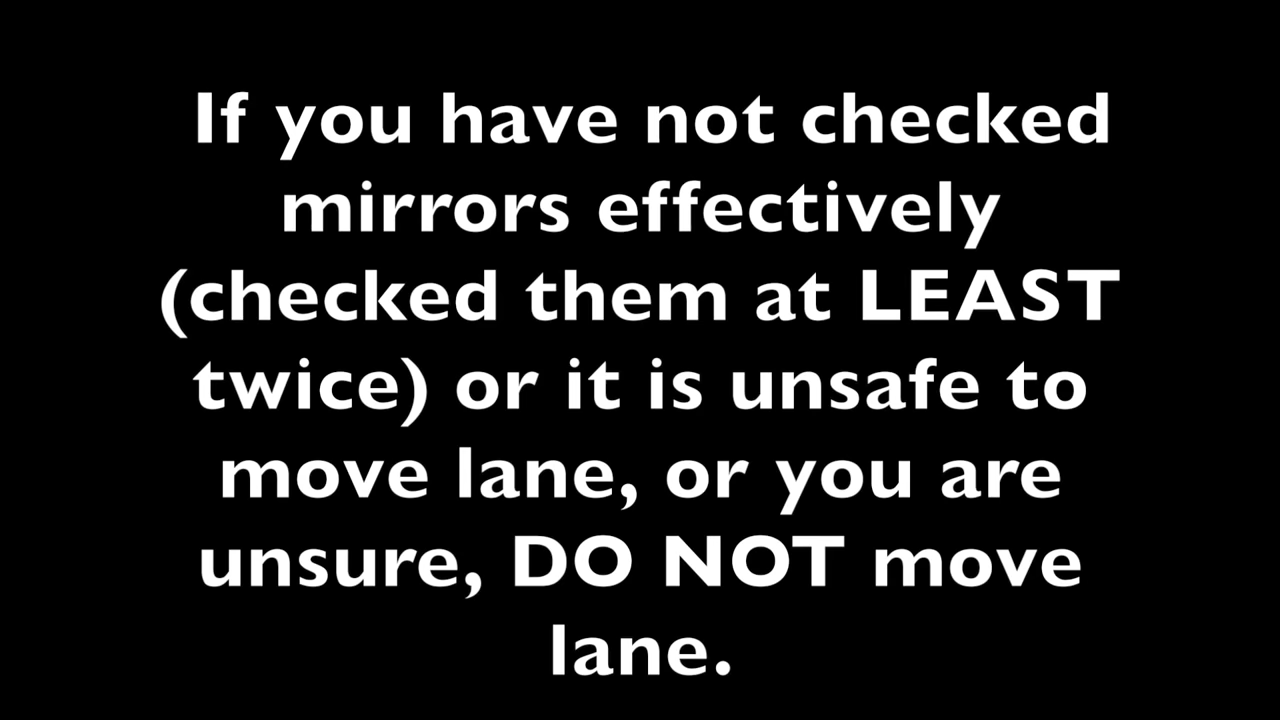 If you have not checked
mirrors effectively
(checked them at LEAST
twice) or it is unsafe to
move lane, or you are
unsure, DO NOT move
lane.